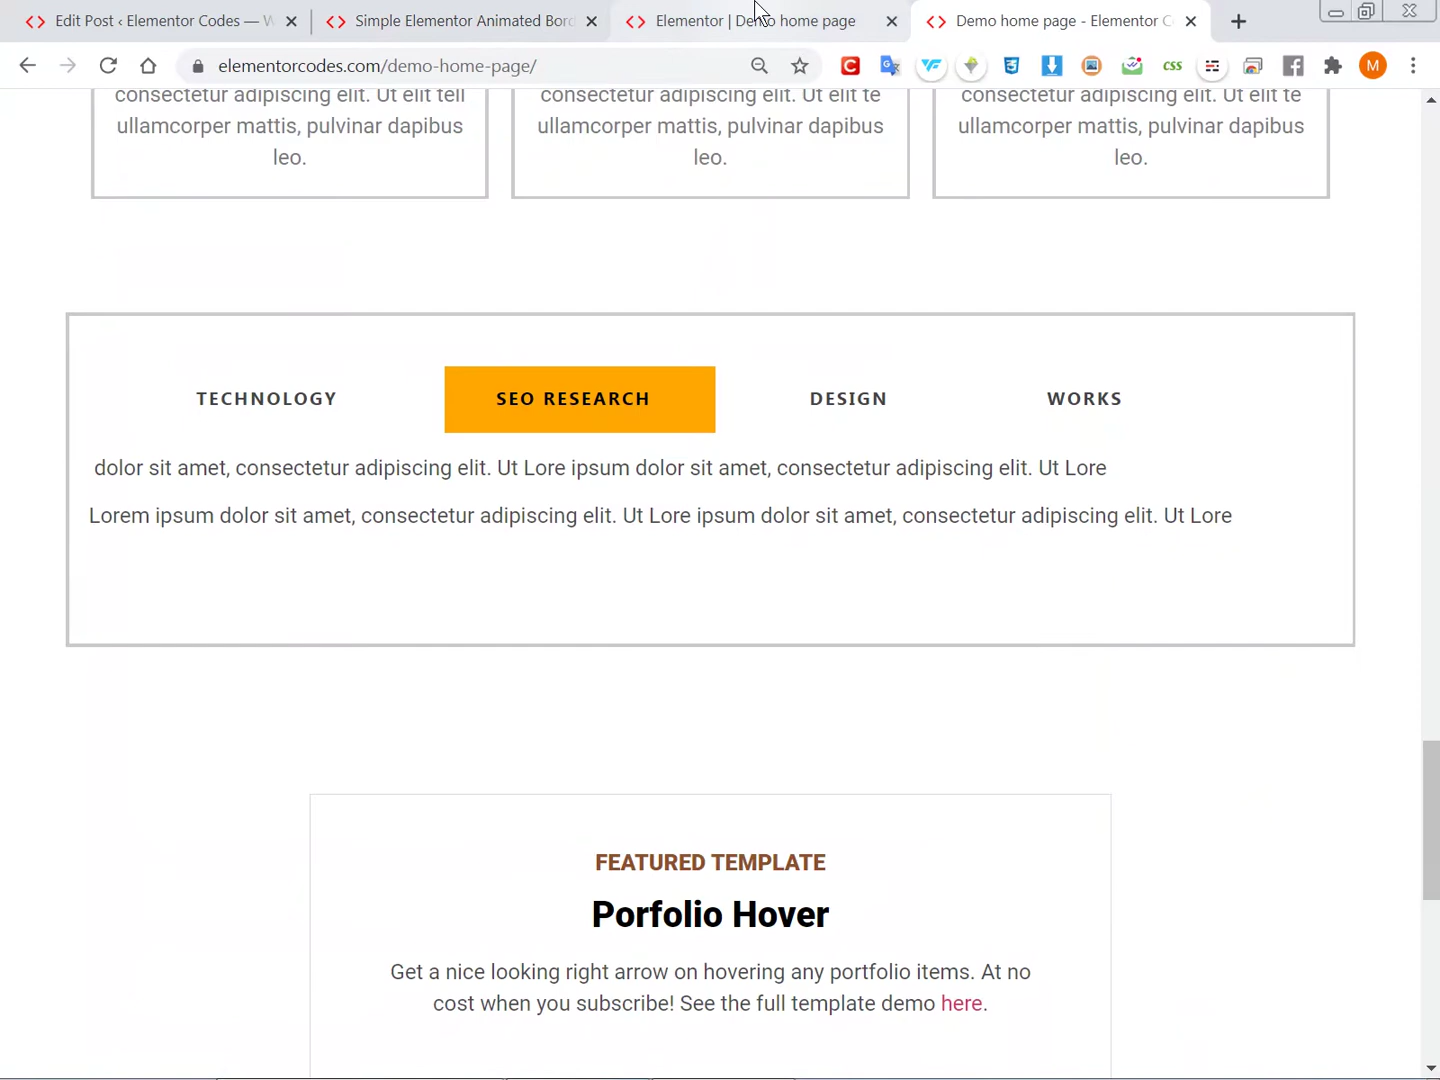 Edit Post ‹ Elementor Codes — W
Simple Elementor Animated Bord
Elementor | Demo home page
Demo home page - Elementor C
elementorcodes.com/demo-home-page/
CSS
M
consectetur adipiscing elit. Ut elit tell
ullamcorper mattis, pulvinar dapibus
leo.
consectetur adipiscing elit. Ut elit te
ullamcorper mattis, pulvinar dapibus
leo.
consectetur adipiscing elit. Ut elit te
ullamcorper mattis, pulvinar dapibus
leo.
TECHNOLOGY
SEO RESEARCH
DESIGN
WORKS
dolor sit amet, consectetur adipiscing elit. Ut Lore ipsum dolor sit amet, consectetur adipiscing elit. Ut Lore
Lorem ipsum dolor sit amet, consectetur adipiscing elit. Ut Lore ipsum dolor sit amet, consectetur adipiscing elit. Ut Lore
FEATURED TEMPLATE
Porfolio Hover
Get a nice looking right arrow on hovering any portfolio items. At no
cost when you subscribe! See the full template demo here.